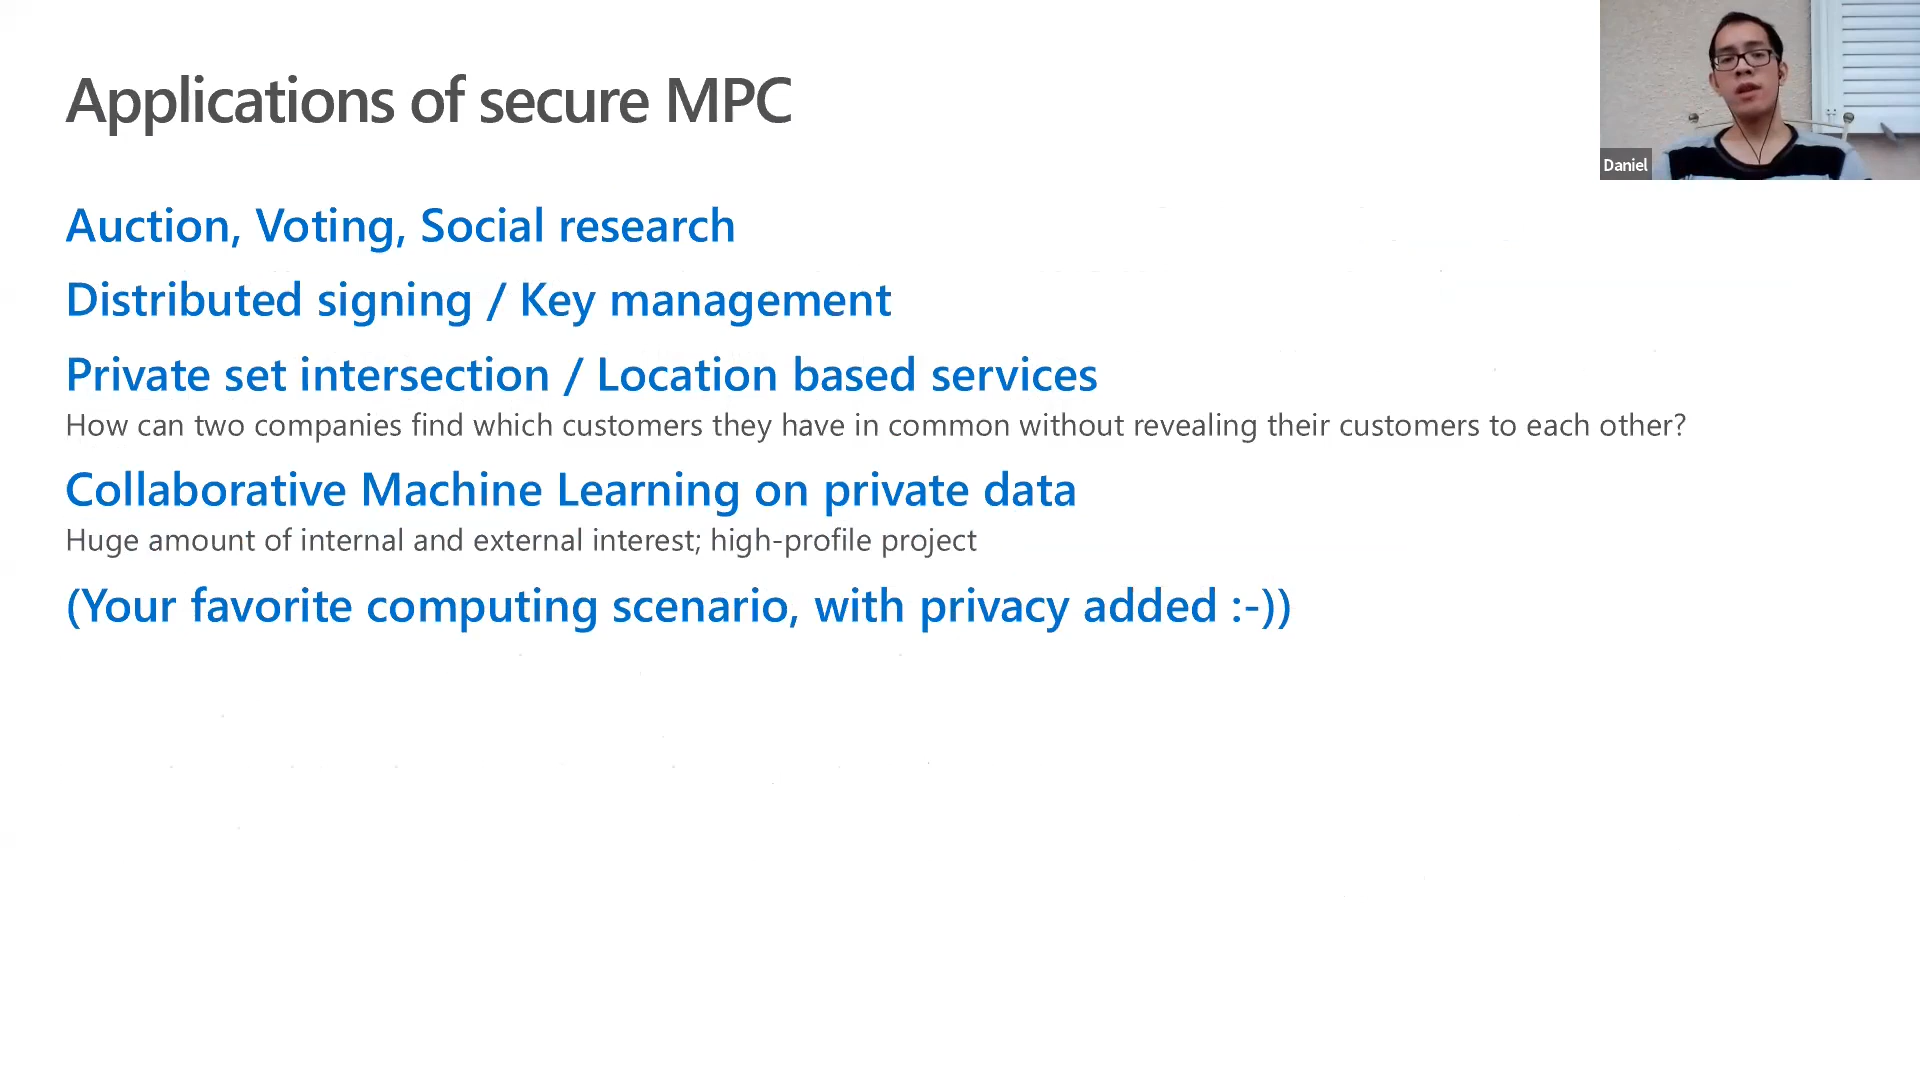 Applications of secure MPC
Daniel
Auction, Voting, Social research
Distributed signing / Key management
Private set intersection / Location based services
How can two companies find which customers they have in common without revealing their customers to each other?
Collaborative Machine Learning on private data
Huge amount of internal and external interest; high-profile project
(Your favorite computing scenario, with privacy added :-))